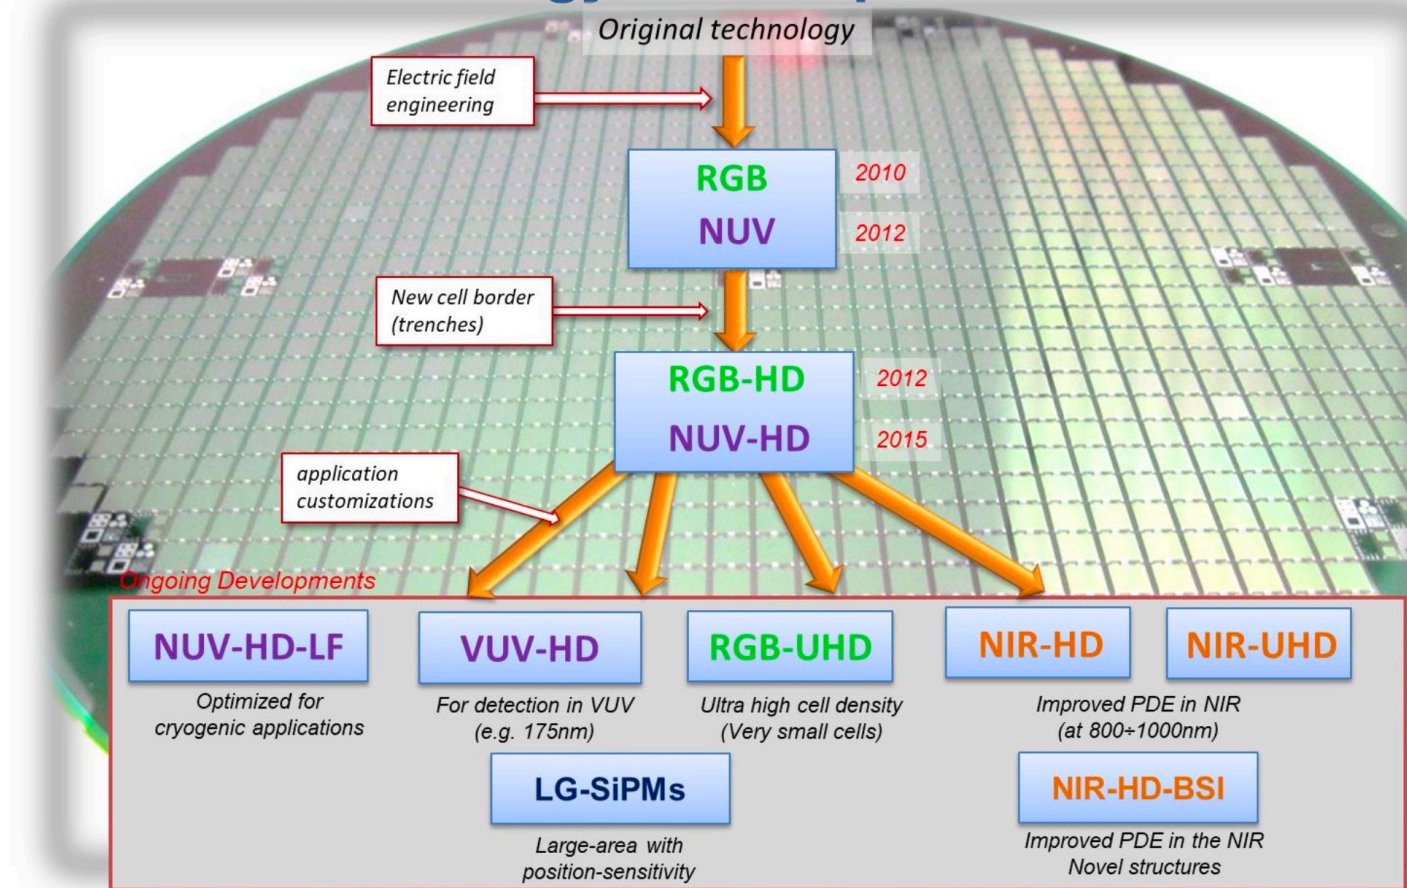 Original technology
Electric field
engineering
RGB
2010
NUV
2012
New cell border
(trenches)
RGB-HD
2012
NUV-HD
2015
application
customizations
Ongoing Developments
NUV-HD-LF
Optimized for
cryogenic applications
VUV-HD
For detection in VUV
(e.g. 175nm)
RGB-UHD
Ultra high cell density
(Very small cells)
NIR-HD
NIR-UHD
Improved PDE in NIR
(at 800÷1000nm)
LG-SiPMs
Large-area with
position-sensitivity
NIR-HD-BSI
Improved PDE in the NIR
Novel structures